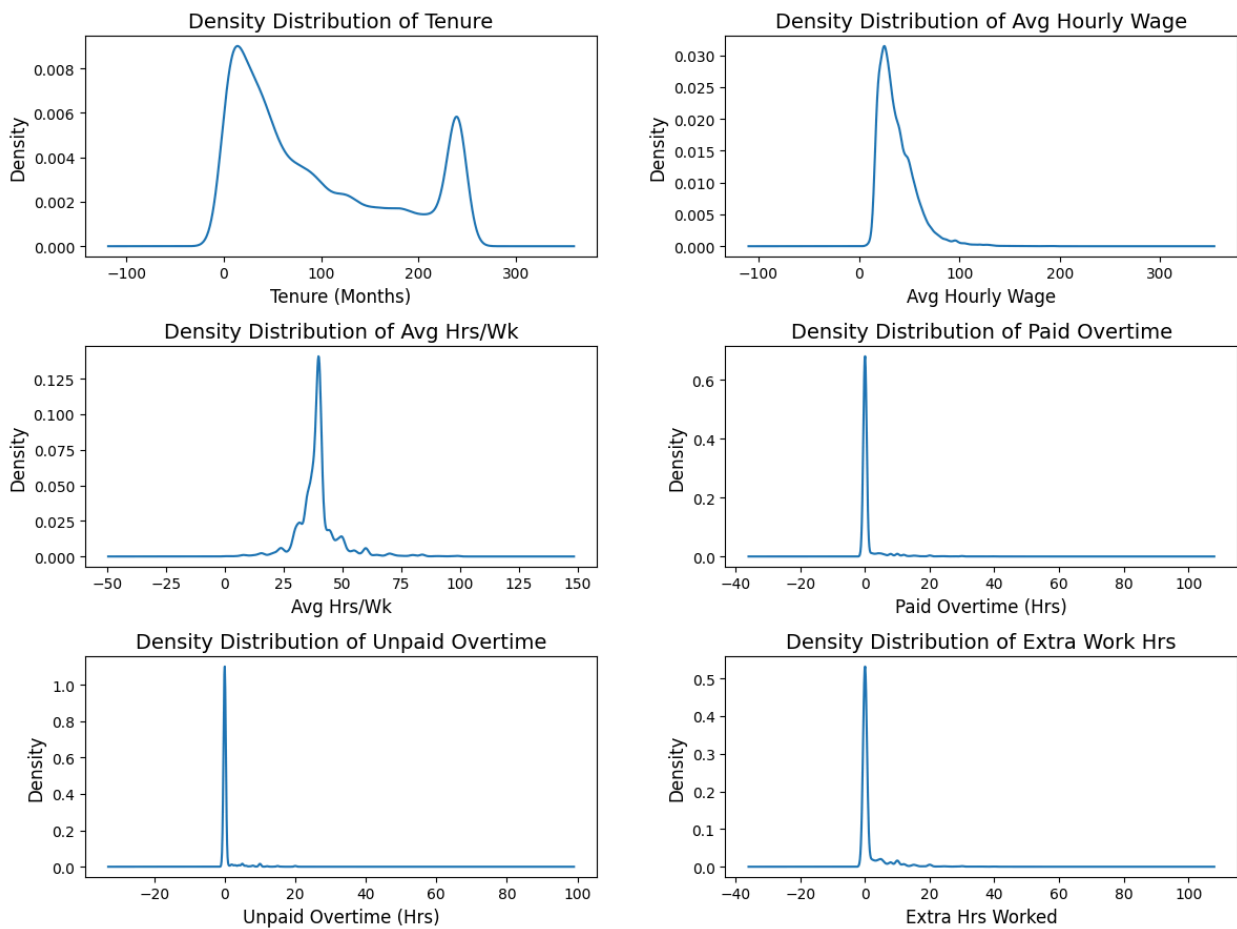 Density Distribution of Tenure
Density
0.008
0.006
0.004
0.002
0.000
−100 0 100 200 300
Tenure (Months)
Density Distribution of Avg Hourly Wage
Density
0.030
0.025
0.020
0.015
0.010
0.005
0.000
−100 0 100 200 300
Avg Hourly Wage
Density Distribution of Avg Hrs/Wk
Density
0.125
0.100
0.075
0.050
0.025
0.000
−50 −25 0 25 50 75 100 125 150
Avg Hrs/Wk
Density Distribution of Paid Overtime
Density
0.6
0.4
0.2
0.0
−40 −20 0 20 40 60 80 100
Paid Overtime (Hrs)
Density Distribution of Unpaid Overtime
Density
1.0
0.8
0.6
0.4
0.2
0.0
−20 0 20 40 60 80 100
Unpaid Overtime (Hrs)
Density Distribution of Extra Work Hrs
Density
0.5
0.4
0.3
0.2
0.1
0.0
−40 −20 0 20 40 60 80 100
Extra Hrs Worked